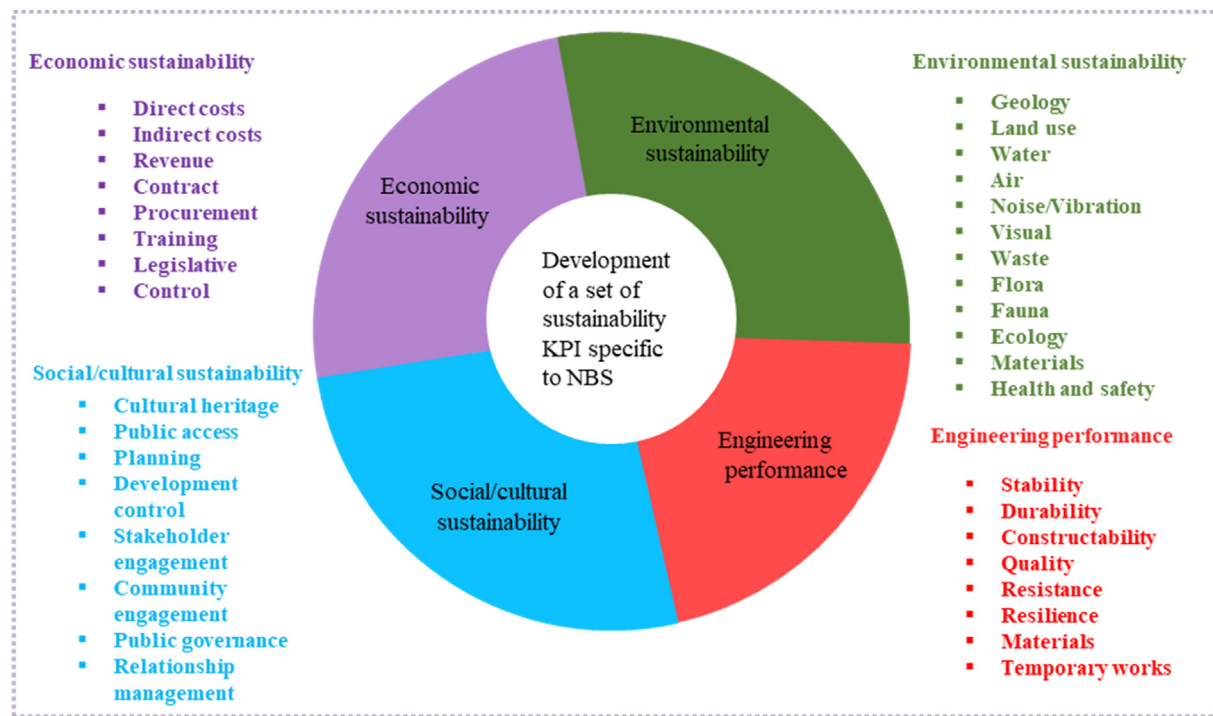 Economic sustainability
Direct costs
Indirect costs
Revenue
Contract
Procurement
Training
Legislative
Control
Social/cultural sustainability
Cultural heritage
Public access
Planning
Development
control
Stakeholder
engagement
Community
engagement
Public governance
Relationship
management
Environmental
sustainability
Economic
sustainability
Development
of a set of
sustainability
KPI specific
to NBS
Engineering
performance
Social/cultural
sustainability
Environmental sustainability
Geology
Land use
Water
Air
Noise/Vibration
Visual
Waste
Flora
Fauna
Ecology
Materials
Health and safety
Engineering performance
Stability
Durability
Constructability
Quality
Resistance
Resilience
Materials
Temporary works